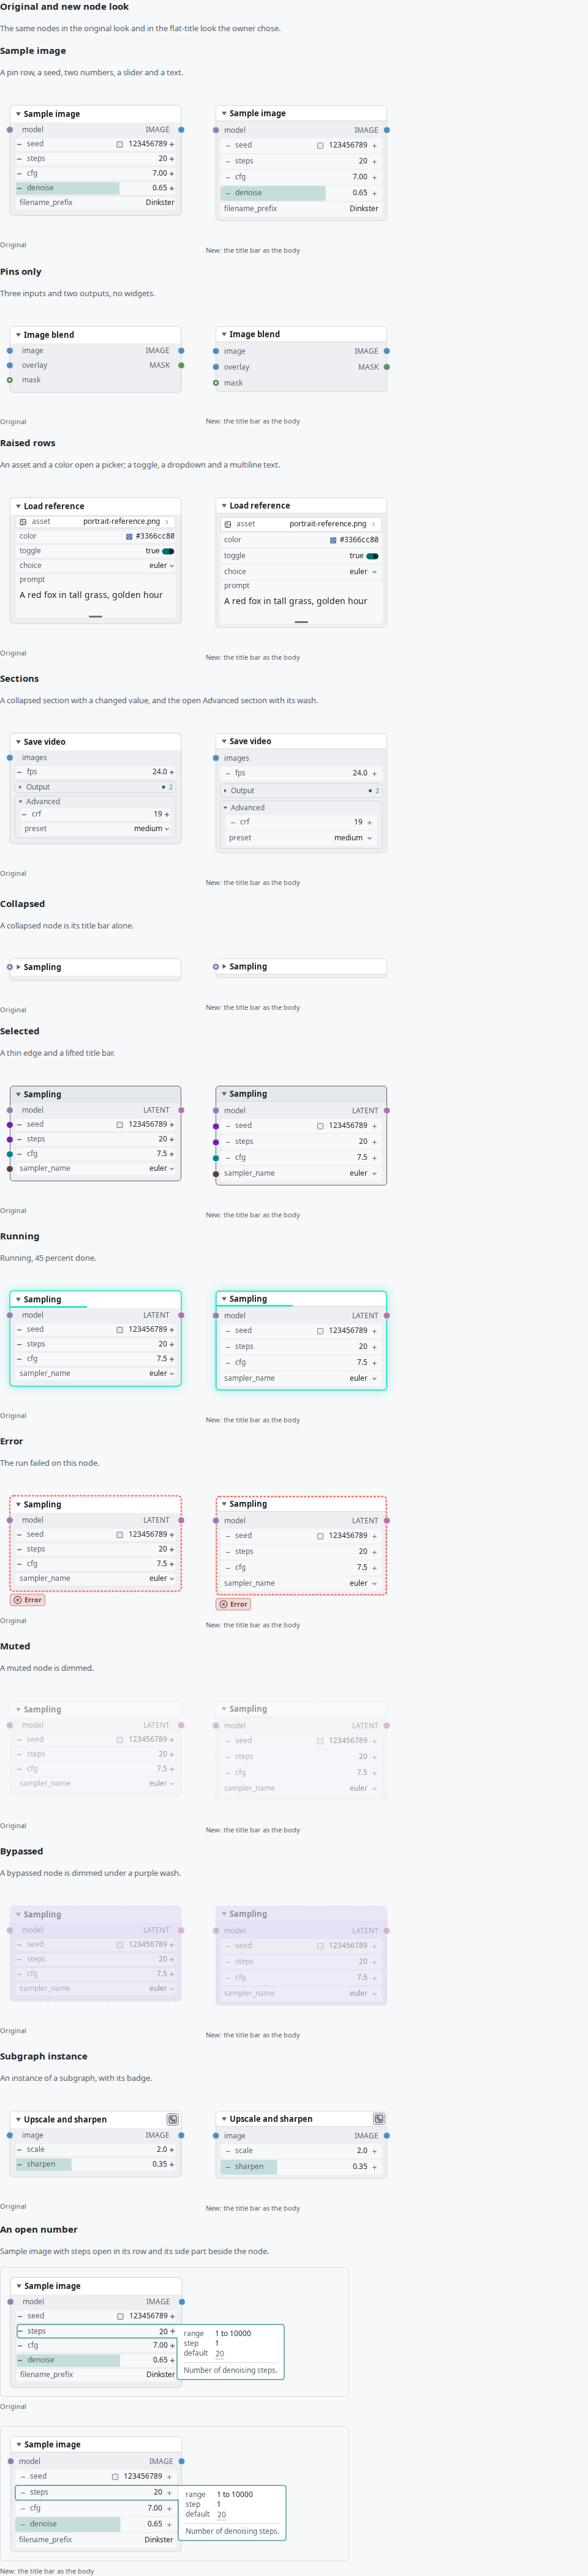 Original and new node look
The same nodes in the original look and in the flat-title look the owner chose.
Sample image
A pin row, a seed, two numbers, a slider and a text.
Sample image
model IMAGE
seed 123456789 +
steps 20 +
cfg 7.00 +
denoise 0.65 +
filename_prefix Dinkster
Original
Sample image
model IMAGE
seed 123456789 +
steps 20 +
cfg 7.00 +
denoise 0.65 +
filename_prefix Dinkster
New: the title bar as the body
Pins only
Three inputs and two outputs, no widgets.
Image blend
image IMAGE
overlay MASK
mask
Original
Image blend
image IMAGE
overlay MASK
mask
New: the title bar as the body
Raised rows
An asset and a color open a picker; a toggle, a dropdown and a multiline text.
Load reference
asset portrait-reference.png
color #3366cc80
toggle true
choice euler
prompt
A red fox in tall grass, golden hour
Original
Load reference
asset portrait-reference.png
color #3366cc80
toggle true
choice euler
prompt
A red fox in tall grass, golden hour
New: the title bar as the body
Sections
A collapsed section with a changed value, and the open Advanced section with its wash.
Save video
images
fps 24.0 +
Output 2
Advanced
crf 19 +
preset medium
Original
Save video
images
fps 24.0 +
Output 2
Advanced
crf 19 +
preset medium
New: the title bar as the body
Collapsed
A collapsed node is its title bar alone.
Sampling
Original
Sampling
New: the title bar as the body
Selected
A thin edge and a lifted title bar.
Sampling
model LATENT
seed 123456789 +
steps 20 +
cfg 7.5 +
sampler_name euler
Original
Sampling
model LATENT
seed 123456789 +
steps 20 +
cfg 7.5 +
sampler_name euler
New: the title bar as the body
Running
Running, 45 percent done.
Sampling
model LATENT
seed 123456789 +
steps 20 +
cfg 7.5 +
sampler_name euler
Original
Sampling
model LATENT
seed 123456789 +
steps 20 +
cfg 7.5 +
sampler_name euler
New: the title bar as the body
Error
The run failed on this node.
Sampling
model LATENT
seed 123456789 +
steps 20 +
cfg 7.5 +
sampler_name euler
Error
Original
Sampling
model LATENT
seed 123456789 +
steps 20 +
cfg 7.5 +
sampler_name euler
Error
New: the title bar as the body
Muted
A muted node is dimmed.
Sampling
model LATENT
seed 123456789 +
steps 20 +
cfg 7.5 +
sampler_name euler
Original
Sampling
model LATENT
seed 123456789 +
steps 20 +
cfg 7.5 +
sampler_name euler
New: the title bar as the body
Bypassed
A bypassed node is dimmed under a purple wash.
Sampling
model LATENT
seed 123456789 +
steps 20 +
cfg 7.5 +
sampler_name euler
Original
Sampling
model LATENT
seed 123456789 +
steps 20 +
cfg 7.5 +
sampler_name euler
New: the title bar as the body
Subgraph instance
An instance of a subgraph, with its badge.
Upscale and sharpen
image IMAGE
scale 2.0 +
sharpen 0.35 +
Original
Upscale and sharpen
image IMAGE
scale 2.0 +
sharpen 0.35 +
New: the title bar as the body
An open number
Sample image with steps open in its row and its side part beside the node.
Sample image
model IMAGE
seed 123456789 +
steps 20 +
cfg 7.00 +
denoise 0.65 +
filename_prefix Dinkster
range 1 to 10000
step 1
default 20
Number of denoising steps.
Original
Sample image
model IMAGE
seed 123456789 +
steps 20 +
cfg 7.00 +
denoise 0.65 +
filename_prefix Dinkster
range 1 to 10000
step 1
default 20
Number of denoising steps.
New: the title bar as the body